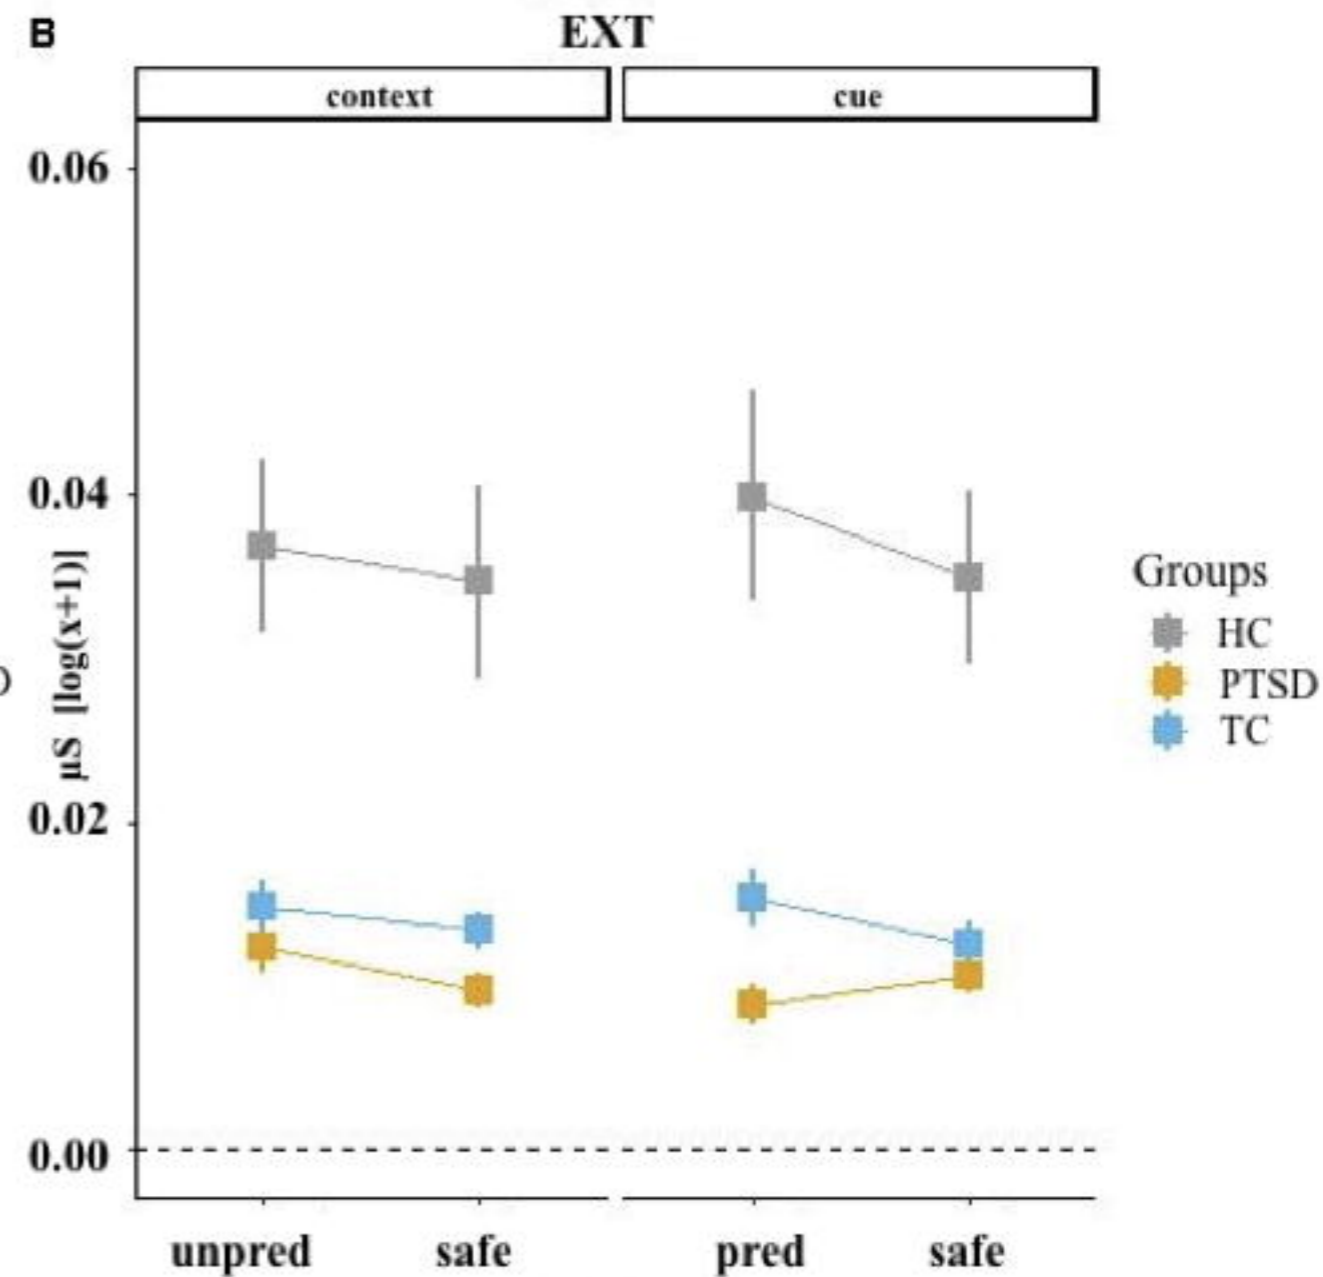 B
EXT
context cue
0.06
0.04
0.02
0.00
µS [log(x+1)]
unpred safe pred safe
Groups
HC
PTSD
TC